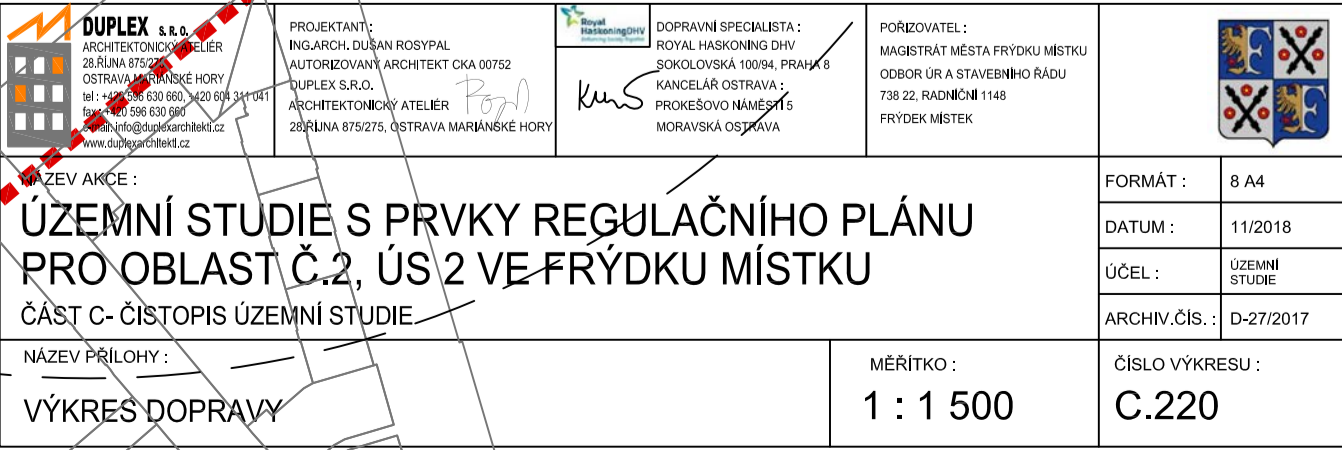 DUPLEX S. R. O.
ARCHITEKTONICKÝ ATELIÉR
28.ŘÍJNA 875/275
OSTRAVA MARIÁNSKÉ HORY
tel : +420 596 630 660, +420 604 311 041
fax : +420 596 630 660
e-mail: info@duplexarchitekti.cz
www.duplexarchitekti.cz
PROJEKTANT :
ING.ARCH. DUŠAN ROSYPAL
AUTORIZOVANÝ ARCHITEKT CKA 00752
DUPLEX S.R.O.
ARCHITEKTONICKÝ ATELIÉR
28.ŘIJNA 875/275, OSTRAVA MARIÁNSKÉ HORY
Royal
HaskoningDHV
Enhancing Society Together
DOPRAVNÍ SPECIALISTA :
ROYAL HASKONING DHV
SOKOLOVSKÁ 100/94, PRAHA 8
KANCELÁŘ OSTRAVA :
PROKEŠOVO NÁMĚSTÍ 5
MORAVSKÁ OSTRAVA
POŘIZOVATEL :
MAGISTRÁT MĚSTA FRÝDKU MÍSTKU
ODBOR ÚR A STAVEBNÍHO ŘÁDU
738 22, RADNIČNÍ 1148
FRÝDEK MÍSTEK
NÁZEV AKCE :
ÚZEMNÍ STUDIE S PRVKY REGULAČNÍHO PLÁNU
PRO OBLAST Č.2, ÚS 2 VE FRÝDKU MÍSTKU
ČÁST C- ČISTOPIS ÚZEMNÍ STUDIE
FORMÁT : 8 A4
DATUM : 11/2018
ÚČEL : ÚZEMNÍ
STUDIE
ARCHIV.ČÍS. : D-27/2017
NÁZEV PŘÍLOHY :
VÝKRES DOPRAVY
MĚŘÍTKO :
1 : 1 500
ČÍSLO VÝKRESU :
C.220